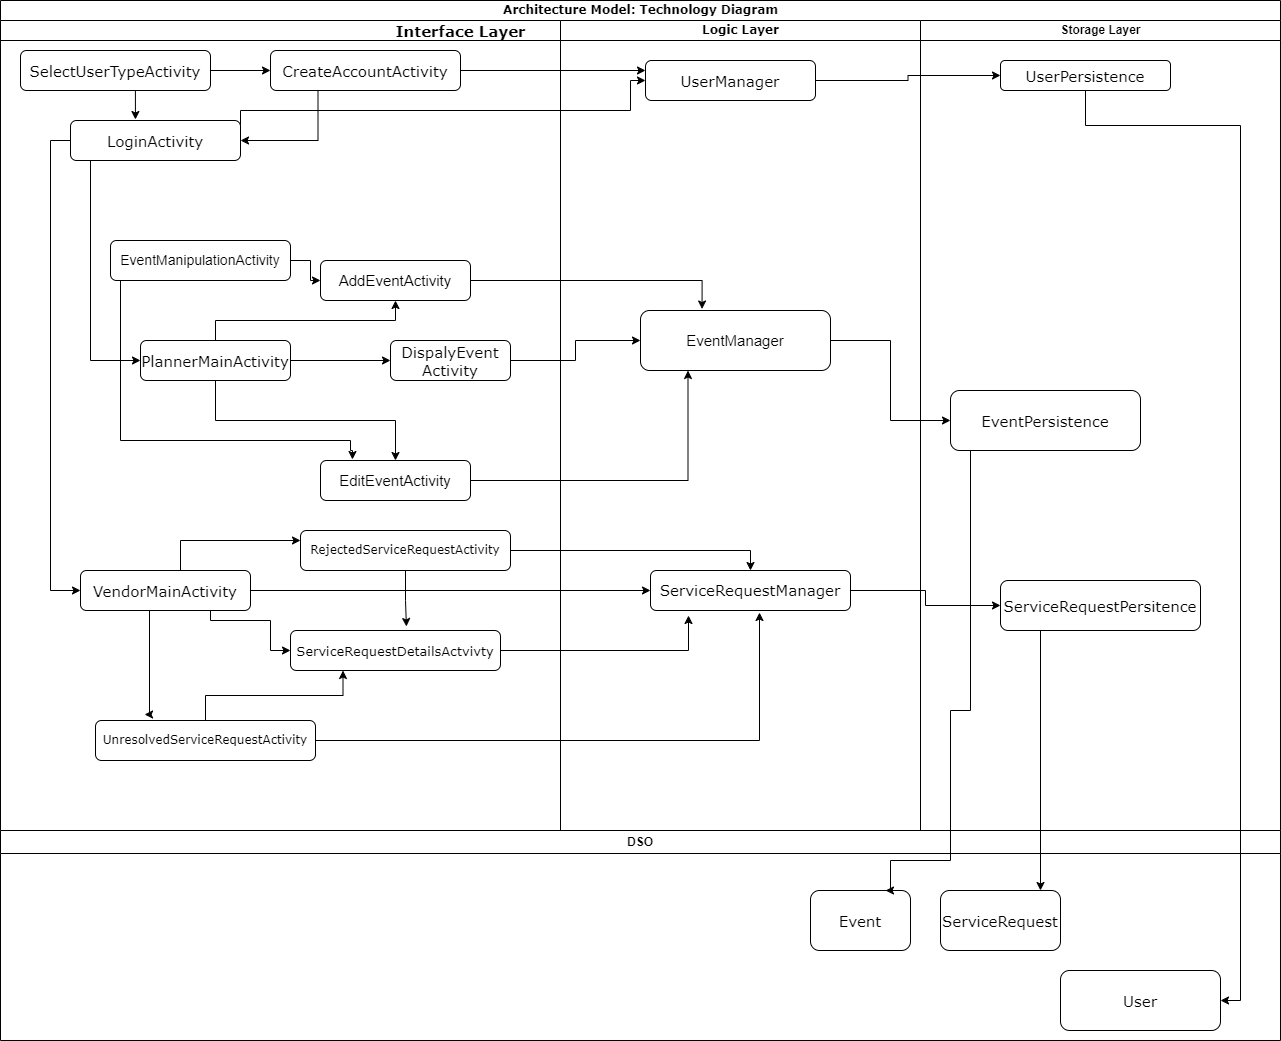 Architecture Model: Technology Diagram
Interface Layer
Logic Layer
Storage Layer
SelectUserTypeActivity
CreateAccountActivity
UserManager
UserPersistence
LoginActivity
EventManipulationActivity
AddEventActivity
EventManager
PlannerMainActivity
DispalyEvent
Activity
EventPersistence
EditEventActivity
RejectedServiceRequestActivity
VendorMainActivity
ServiceRequestManager
ServiceRequestPersitence
ServiceRequestDetailsActvivty
UnresolvedServiceRequestActivity
DSO
Event
ServiceRequest
User